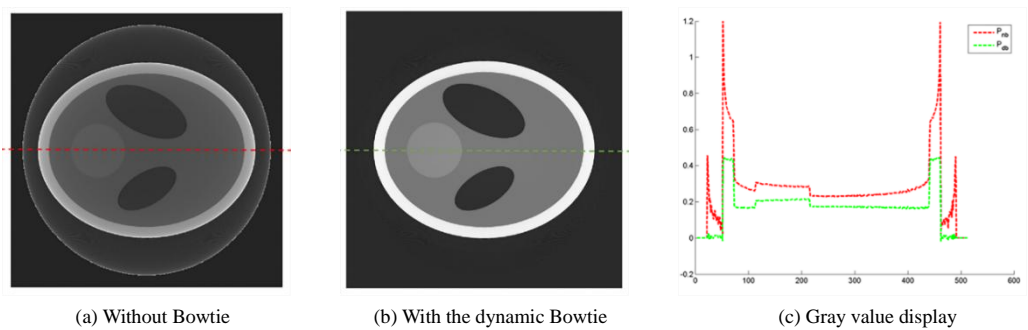 1.2
1
0.8
0.6
0.4
0.2
0
-0.2
0 100 200 300 400 500 600
P_nb
P_db
(a) Without Bowtie
(b) With the dynamic Bowtie
(c) Gray value display